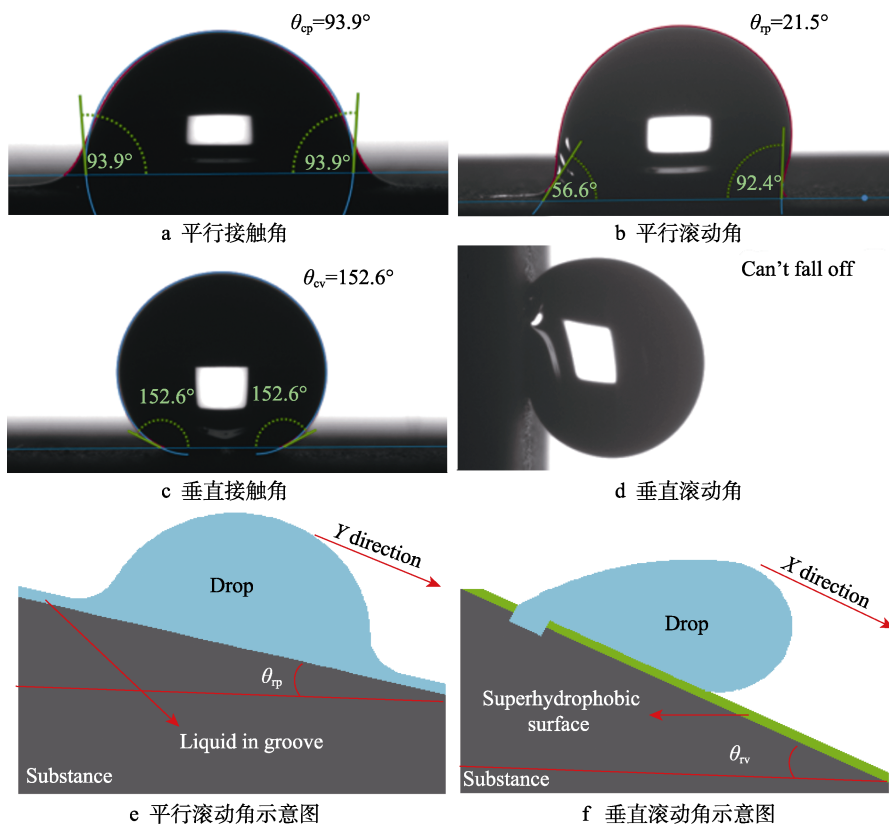 θcp=93.9°
93.9°
93.9°
a 平行接触角
θrp=21.5°
56.6°
92.4°
b 平行滚动角
θcv=152.6°
152.6°
152.6°
c 垂直接触角
Can't fall off
d 垂直滚动角
Y direction
Drop
θrp
Liquid in groove
Substance
e 平行滚动角示意图
X direction
Drop
Superhydrophobic
surface
θrv
Substance
f 垂直滚动角示意图